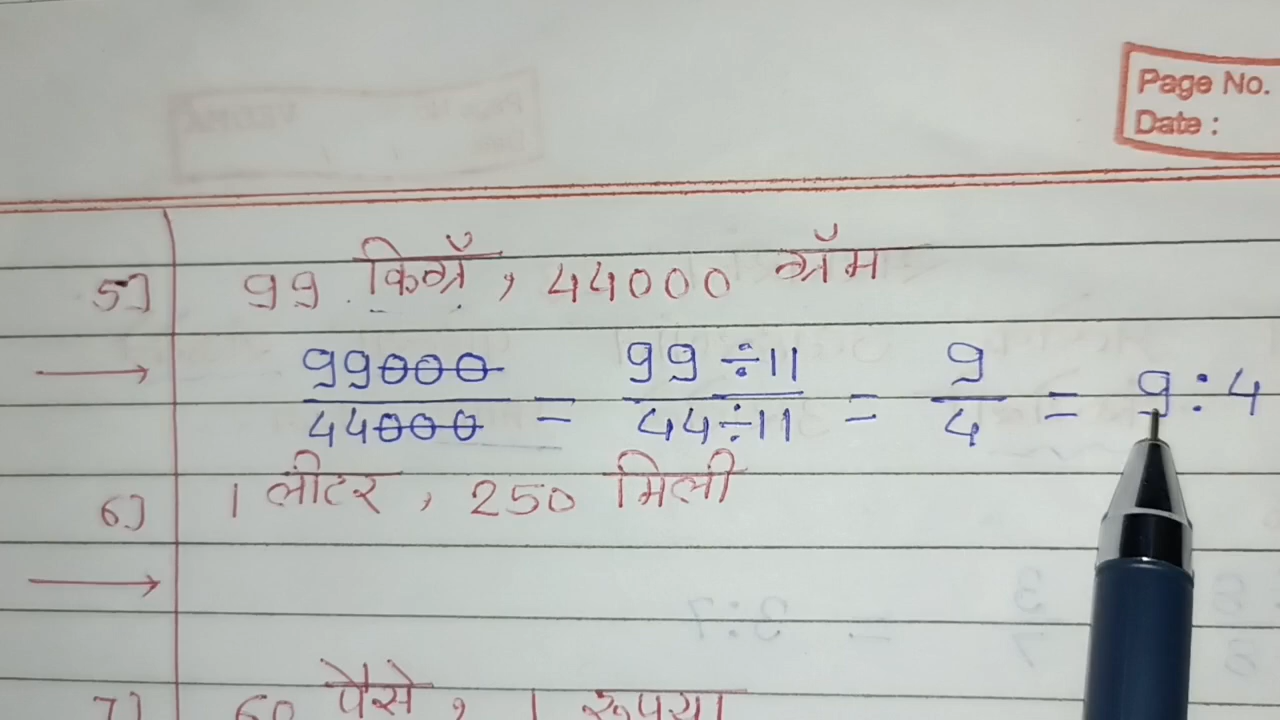 Page No.
Date :
5) 99 किग्रॅ, 44000 ग्रॅम
→ 99000/44000 = 99÷11/44÷11 = 9/4 = 9:4
6) 1 लीटर, 250 मिली
→
7) 60 पैसे, 1 रूपया